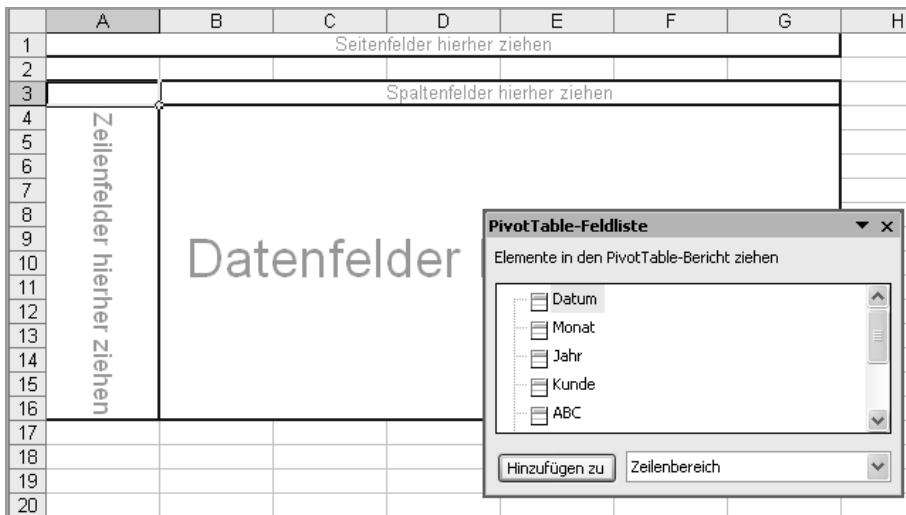 A B C D E F G H
1 Seitenfelder hierher ziehen
2
3 Spaltenfelder hierher ziehen
4
5
6
7
8
9
10
11
12
13
14
15
16
17
18
19
20
Zeilenfelder hierher ziehen
Datenfelder
PivotTable-Feldliste
Elemente in den PivotTable-Bericht ziehen
Datum
Monat
Jahr
Kunde
ABC
Hinzufügen zu Zeilenbereich